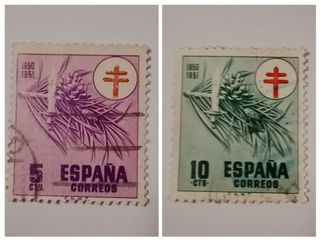 1950
1951
5
CTS.
ESPAÑA
CORREOS
1950
1951
10
-CTS-
ESPAÑA
CORREOS